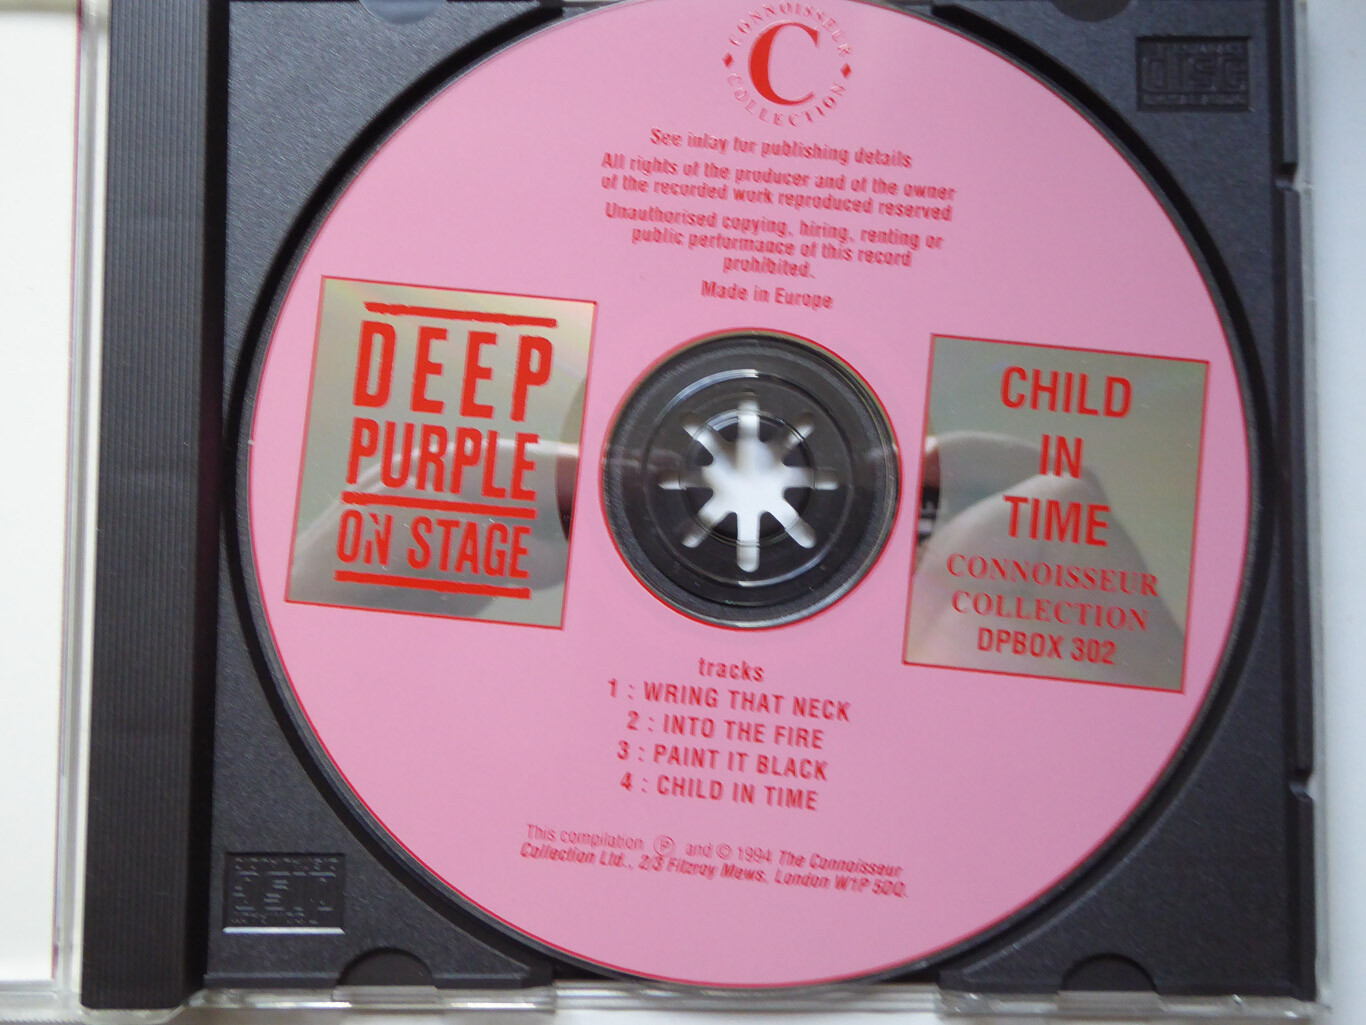 CONNOISSEUR
C
COLLECTION
See inlay for publishing details
All rights of the producer and of the owner
of the recorded work reproduced reserved
Unauthorised copying, hiring, renting or
public performance of this record
prohibited.
Made in Europe
DEEP
PURPLE
ON STAGE
CHILD
IN
TIME
CONNOISSEUR
COLLECTION
DPBOX 302
tracks
1 : WRING THAT NECK
2 : INTO THE FIRE
3 : PAINT IT BLACK
4 : CHILD IN TIME
This compilation Ⓟ and © 1994 The Connoisseur
Collection Ltd., 2/3 Fitzroy Mews, London W1P 5DQ.
disc